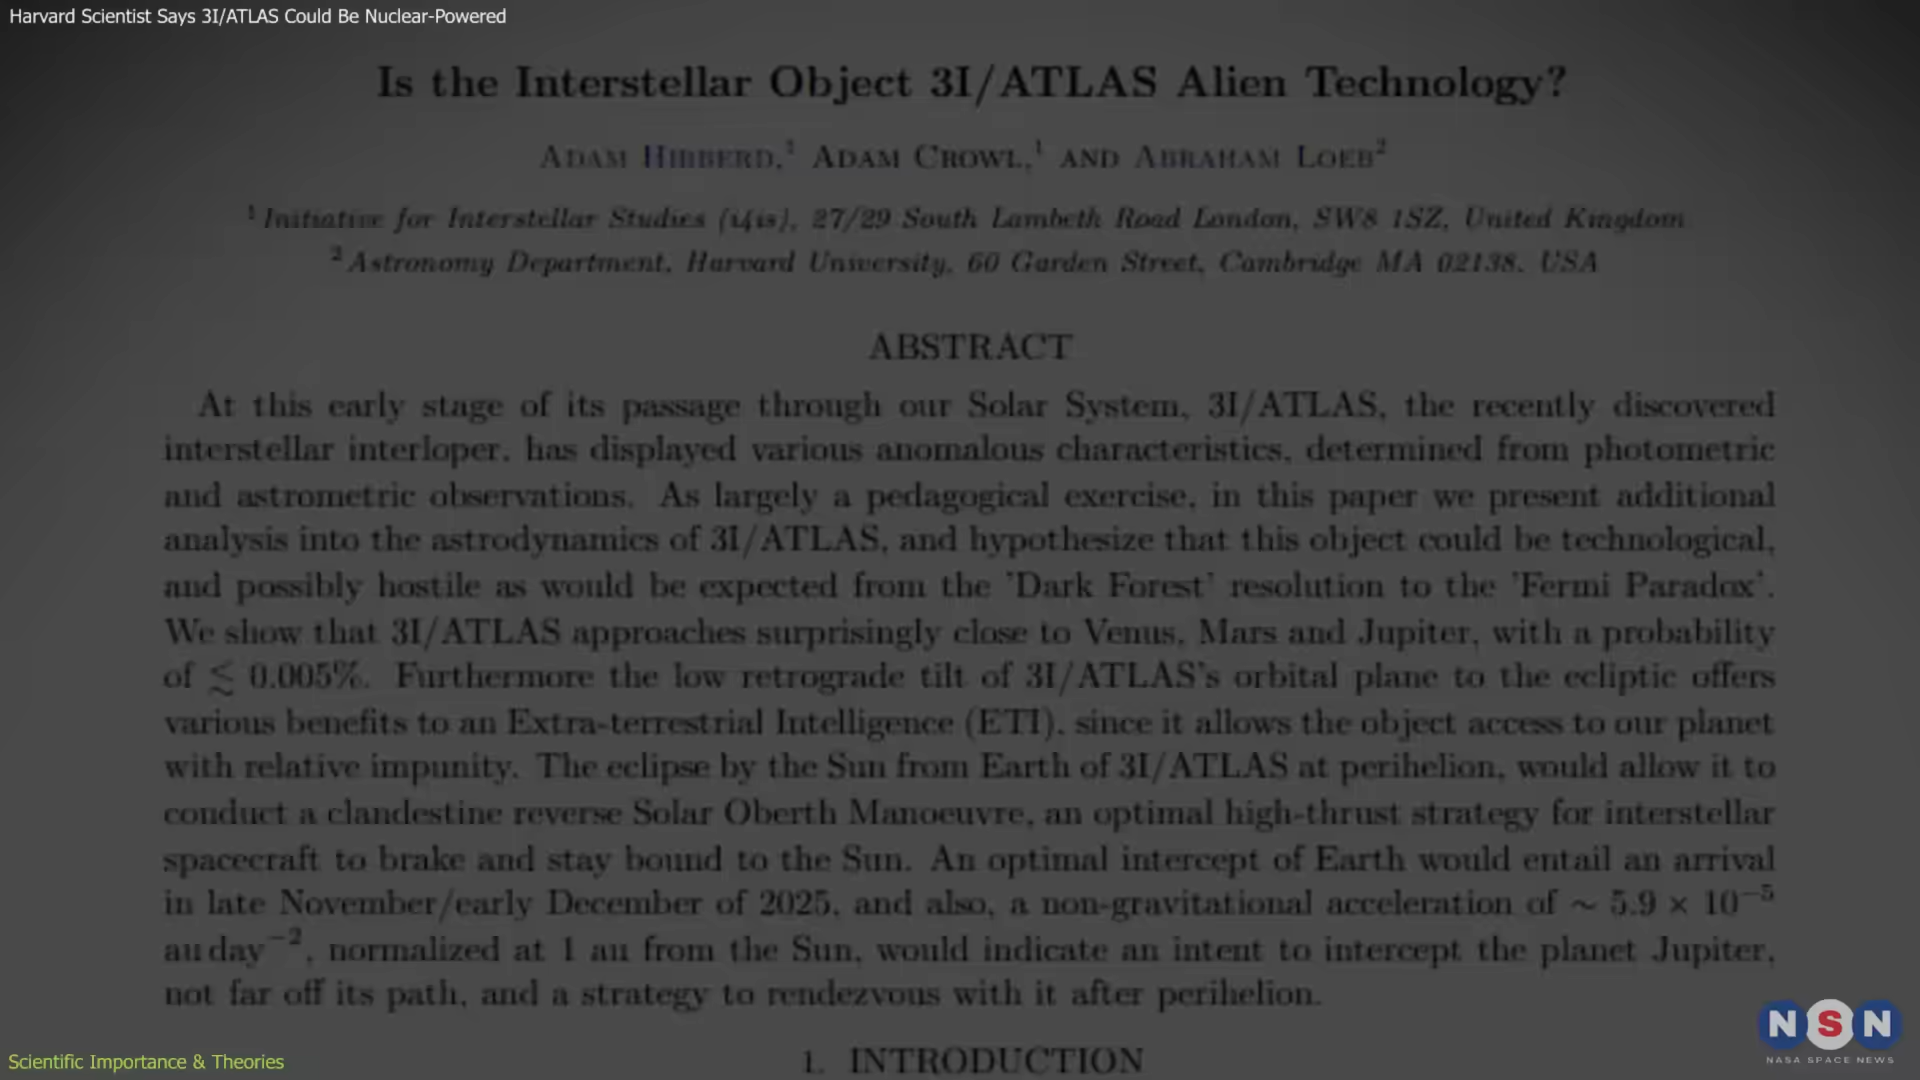 Harvard Scientist Says 3I/ATLAS Could Be Nuclear-Powered
Is the Interstellar Object 3I/ATLAS Alien Technology?
Adam Hibberd,¹ Adam Crowl,¹ and Abraham Loeb²
¹ Initiative for Interstellar Studies (i4is), 27/29 South Lambeth Road London, SW8 1SZ, United Kingdom
² Astronomy Department, Harvard University, 60 Garden Street, Cambridge MA 02138, USA
ABSTRACT
At this early stage of its passage through our Solar System, 3I/ATLAS, the recently discovered
interstellar interloper, has displayed various anomalous characteristics, determined from photometric
and astrometric observations. As largely a pedagogical exercise, in this paper we present additional
analysis into the astrodynamics of 3I/ATLAS, and hypothesize that this object could be technological,
and possibly hostile as would be expected from the 'Dark Forest' resolution to the 'Fermi Paradox'.
We show that 3I/ATLAS approaches surprisingly close to Venus, Mars and Jupiter, with a probability
of ≲ 0.005%. Furthermore the low retrograde tilt of 3I/ATLAS's orbital plane to the ecliptic offers
various benefits to an Extra-terrestrial Intelligence (ETI), since it allows the object access to our planet
with relative impunity. The eclipse by the Sun from Earth of 3I/ATLAS at perihelion, would allow it to
conduct a clandestine reverse Solar Oberth Manoeuvre, an optimal high-thrust strategy for interstellar
spacecraft to brake and stay bound to the Sun. An optimal intercept of Earth would entail an arrival
in late November/early December of 2025, and also, a non-gravitational acceleration of ~ 5.9 × 10⁻⁵
au day⁻², normalized at 1 au from the Sun, would indicate an intent to intercept the planet Jupiter,
not far off its path, and a strategy to rendezvous with it after perihelion.
1. INTRODUCTION
NSN
NASA SPACE NEWS
Scientific Importance & Theories